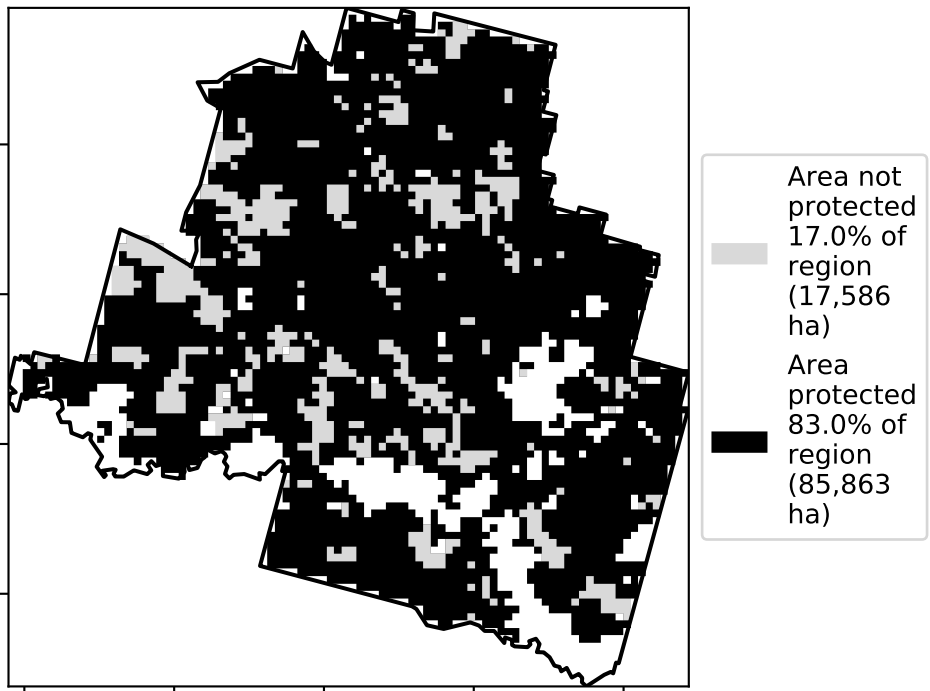 Area not
protected
17.0% of
region
(17,586
ha)
Area
protected
83.0% of
region
(85,863
ha)